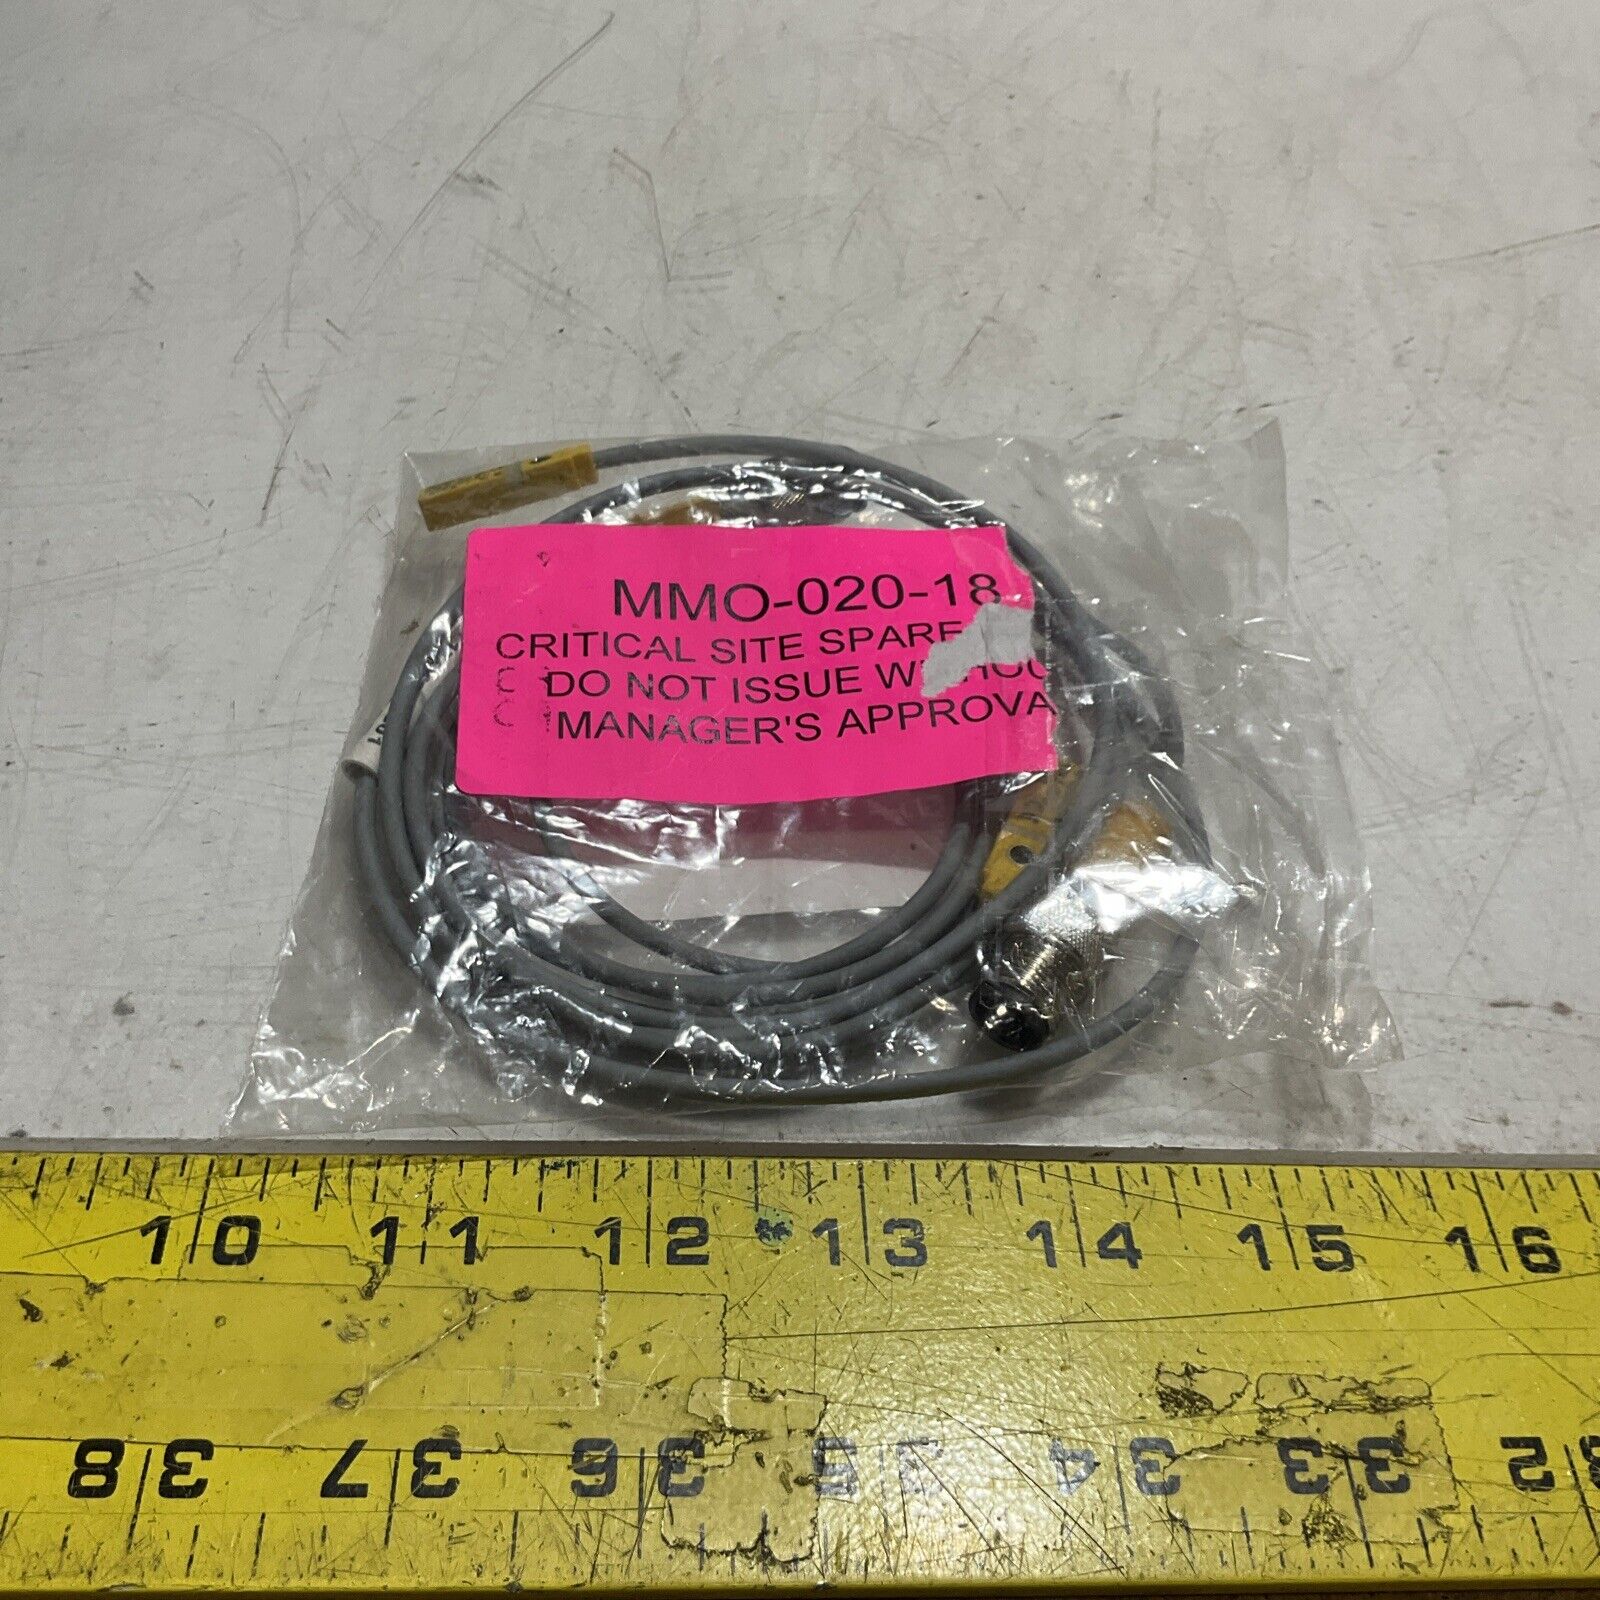 MMO-020-18
CRITICAL SITE SPARE
DO NOT ISSUE
MANAGER'S APPROVA
10 11 12 13 14 15 16
38 37 36 35 34 33 32